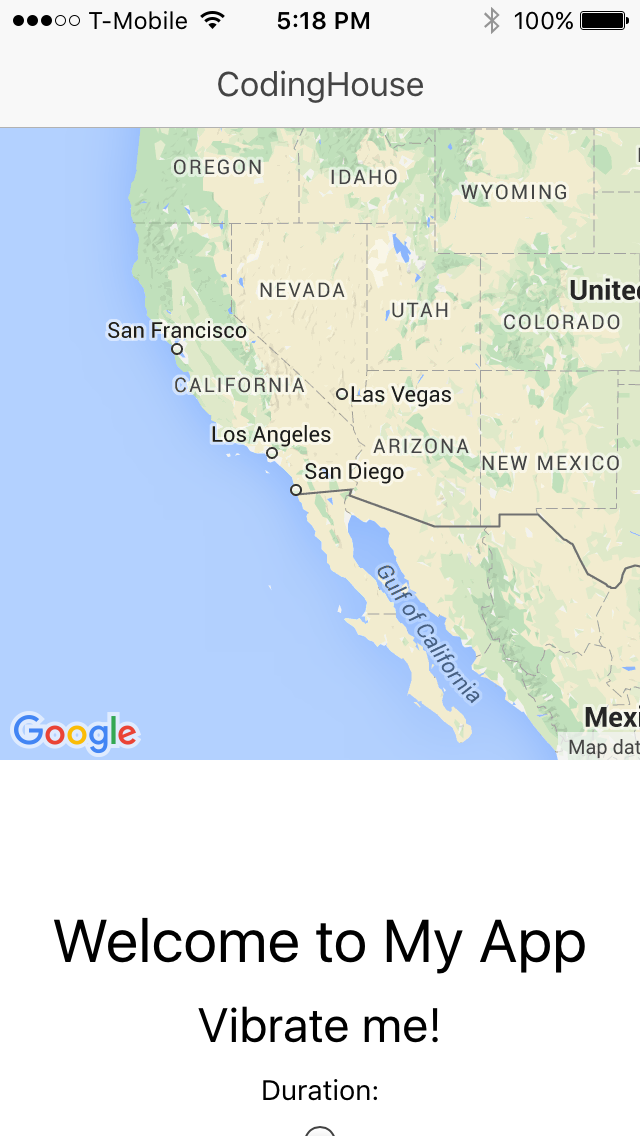 T-Mobile 5:18 PM 100%
CodingHouse
OREGON
IDAHO
WYOMING
NEVADA
Unite
UTAH
COLORADO
San Francisco
CALIFORNIA
Las Vegas
Los Angeles
ARIZONA
NEW MEXICO
San Diego
Gulf of California
Mexi
Google
Map dat
Welcome to My App
Vibrate me!
Duration: